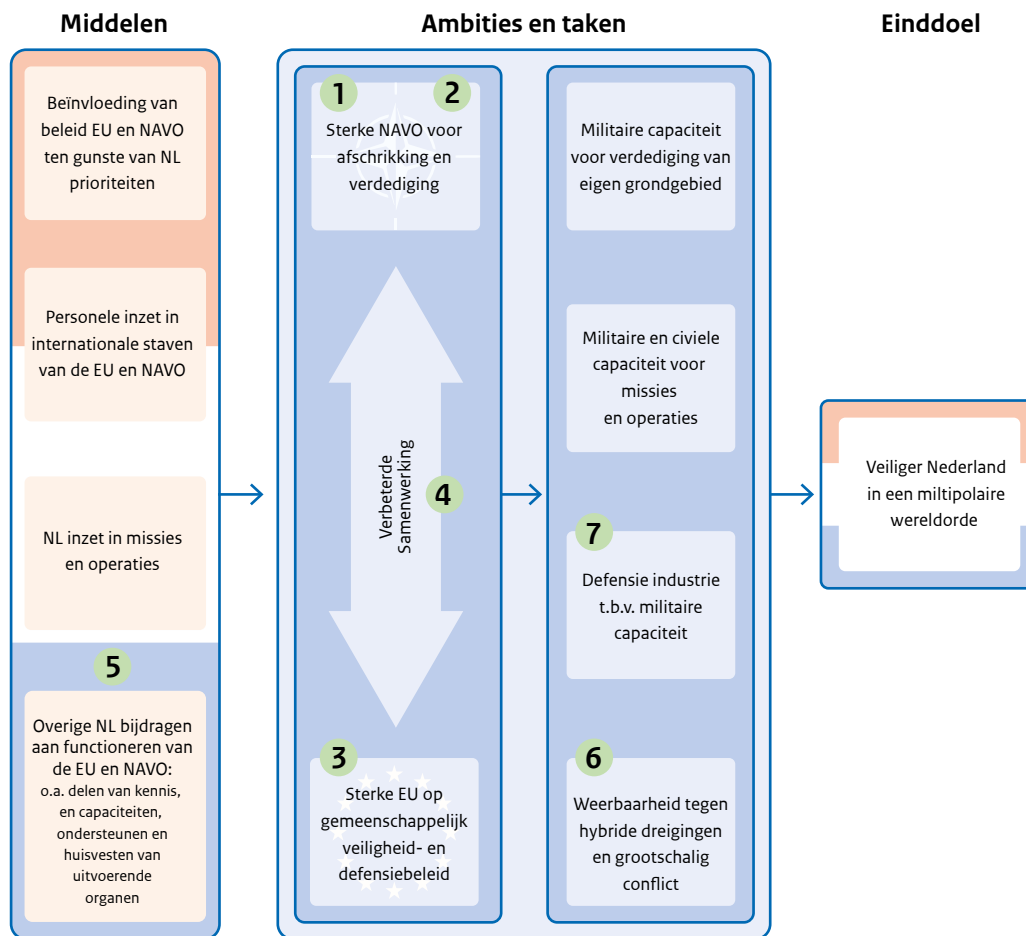 Middelen
Beïnvloeding van
beleid EU en NAVO
ten gunste van NL
prioriteiten
Personele inzet in
internationale staven
van de EU en NAVO
NL inzet in missies
en operaties
5
Overige NL bijdragen
aan functioneren van
de EU en NAVO:
o.a. delen van kennis,
en capaciteiten,
ondersteunen en
huisvesten van
uitvoerende
organen
Ambities en taken
1
2
Sterke NAVO voor
afschrikking en
verdediging
Verbeterde
Samenwerking
4
3
Sterke EU op
gemeenschappelijk
veiligheid- en
defensiebeleid
Militaire capaciteit
voor verdediging van
eigen grondgebied
Militaire en civiele
capaciteit voor
missies
en operaties
7
Defensie industrie
t.b.v. militaire
capaciteit
6
Weerbaarheid tegen
hybride dreigingen
en grootschalig
conflict
Einddoel
Veiliger Nederland
in een miltipolaire
wereldorde